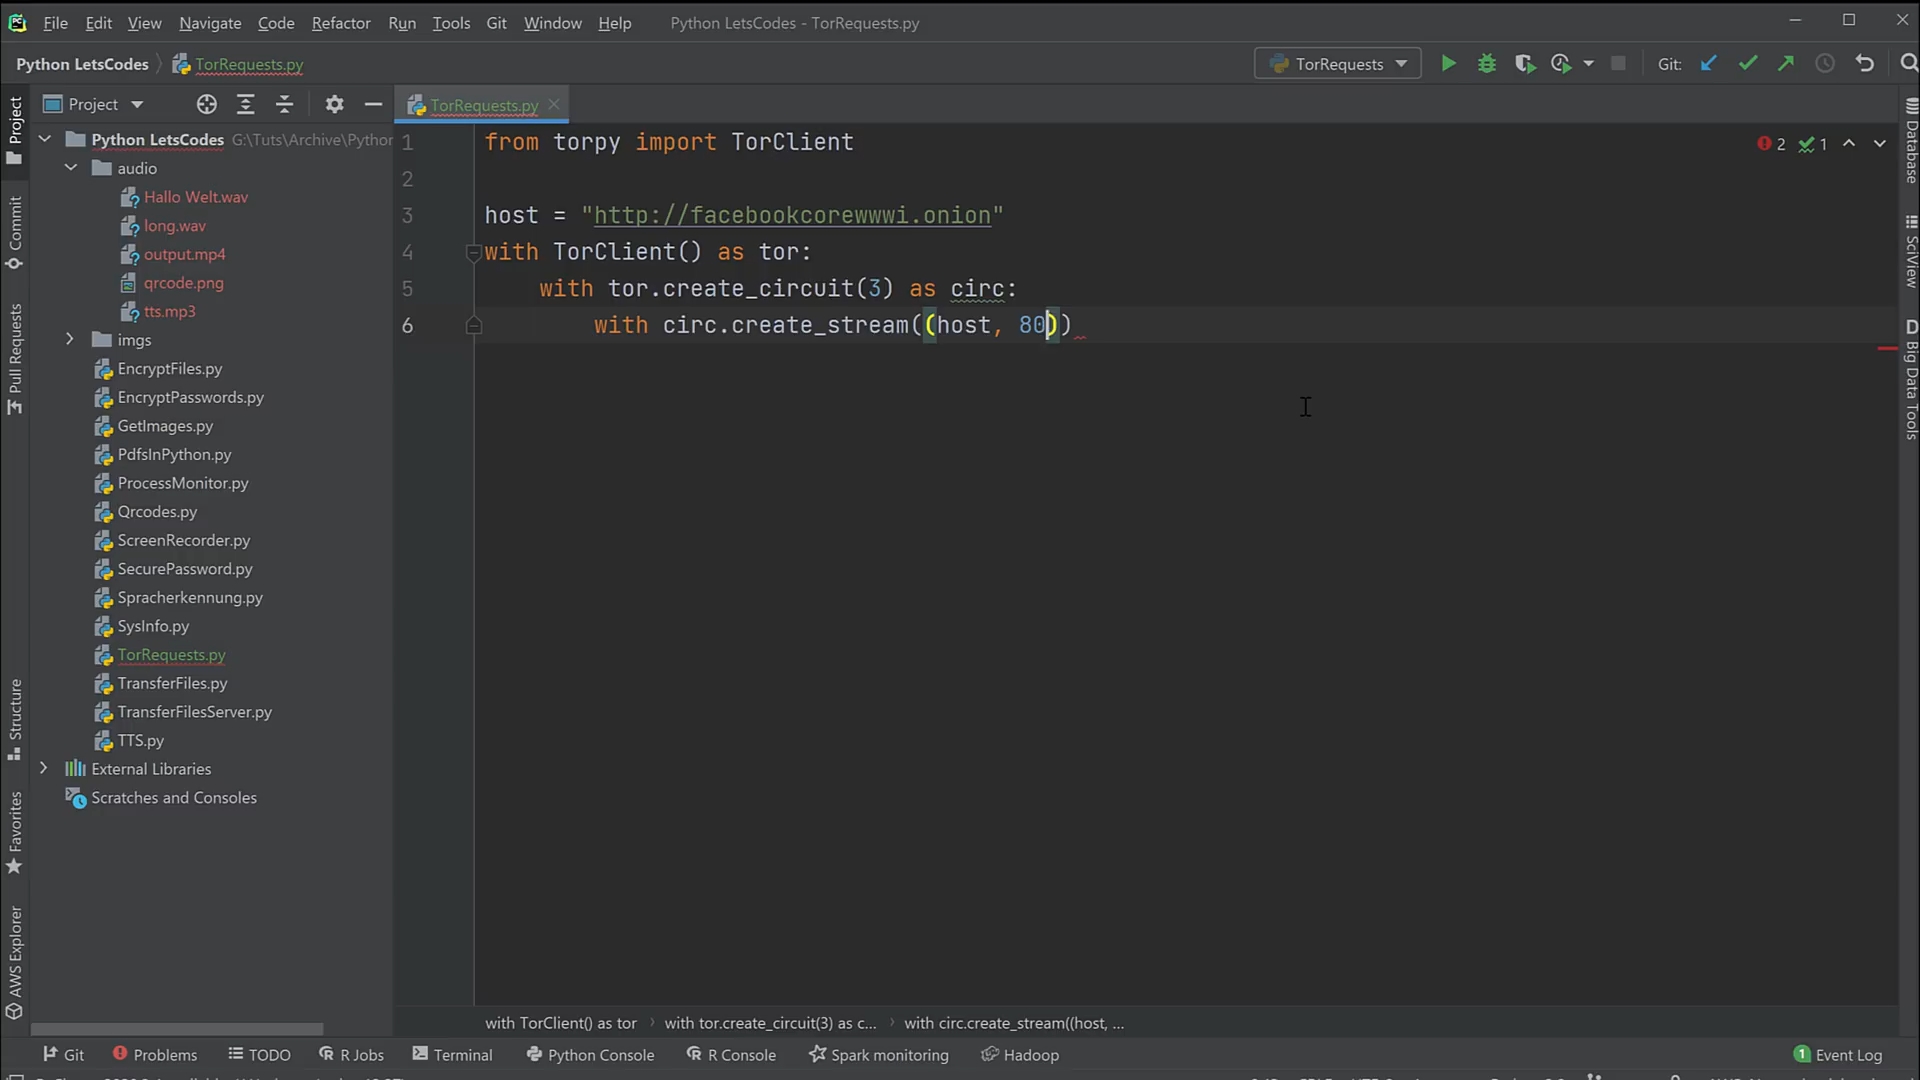 File Edit View Navigate Code Refactor Run Tools Git Window Help Python LetsCodes - TorRequests.py
Python LetsCodes TorRequests.py TorRequests Git:
Project
TorRequests.py
Python LetsCodes G:\Tuts\Archive\Python
audio
Hallo Welt.wav
long.wav
output.mp4
qrcode.png
tts.mp3
imgs
EncryptFiles.py
EncryptPasswords.py
GetImages.py
PdfsInPython.py
ProcessMonitor.py
Qrcodes.py
ScreenRecorder.py
SecurePassword.py
Spracherkennung.py
SysInfo.py
TorRequests.py
TransferFiles.py
TransferFilesServer.py
TTS.py
External Libraries
Scratches and Consoles
Project
Commit
Pull Requests
Structure
Favorites
AWS Explorer
1 from torpy import TorClient
2
3 host = "http://facebookcorewwwi.onion"
4 with TorClient() as tor:
5 with tor.create_circuit(3) as circ:
6 with circ.create_stream((host, 80))
2 1
Database
SciView
D Big Data Tools
with TorClient() as tor with tor.create_circuit(3) as c... with circ.create_stream((host, ...
Git Problems TODO R Jobs Terminal Python Console R Console Spark monitoring Hadoop 1 Event Log